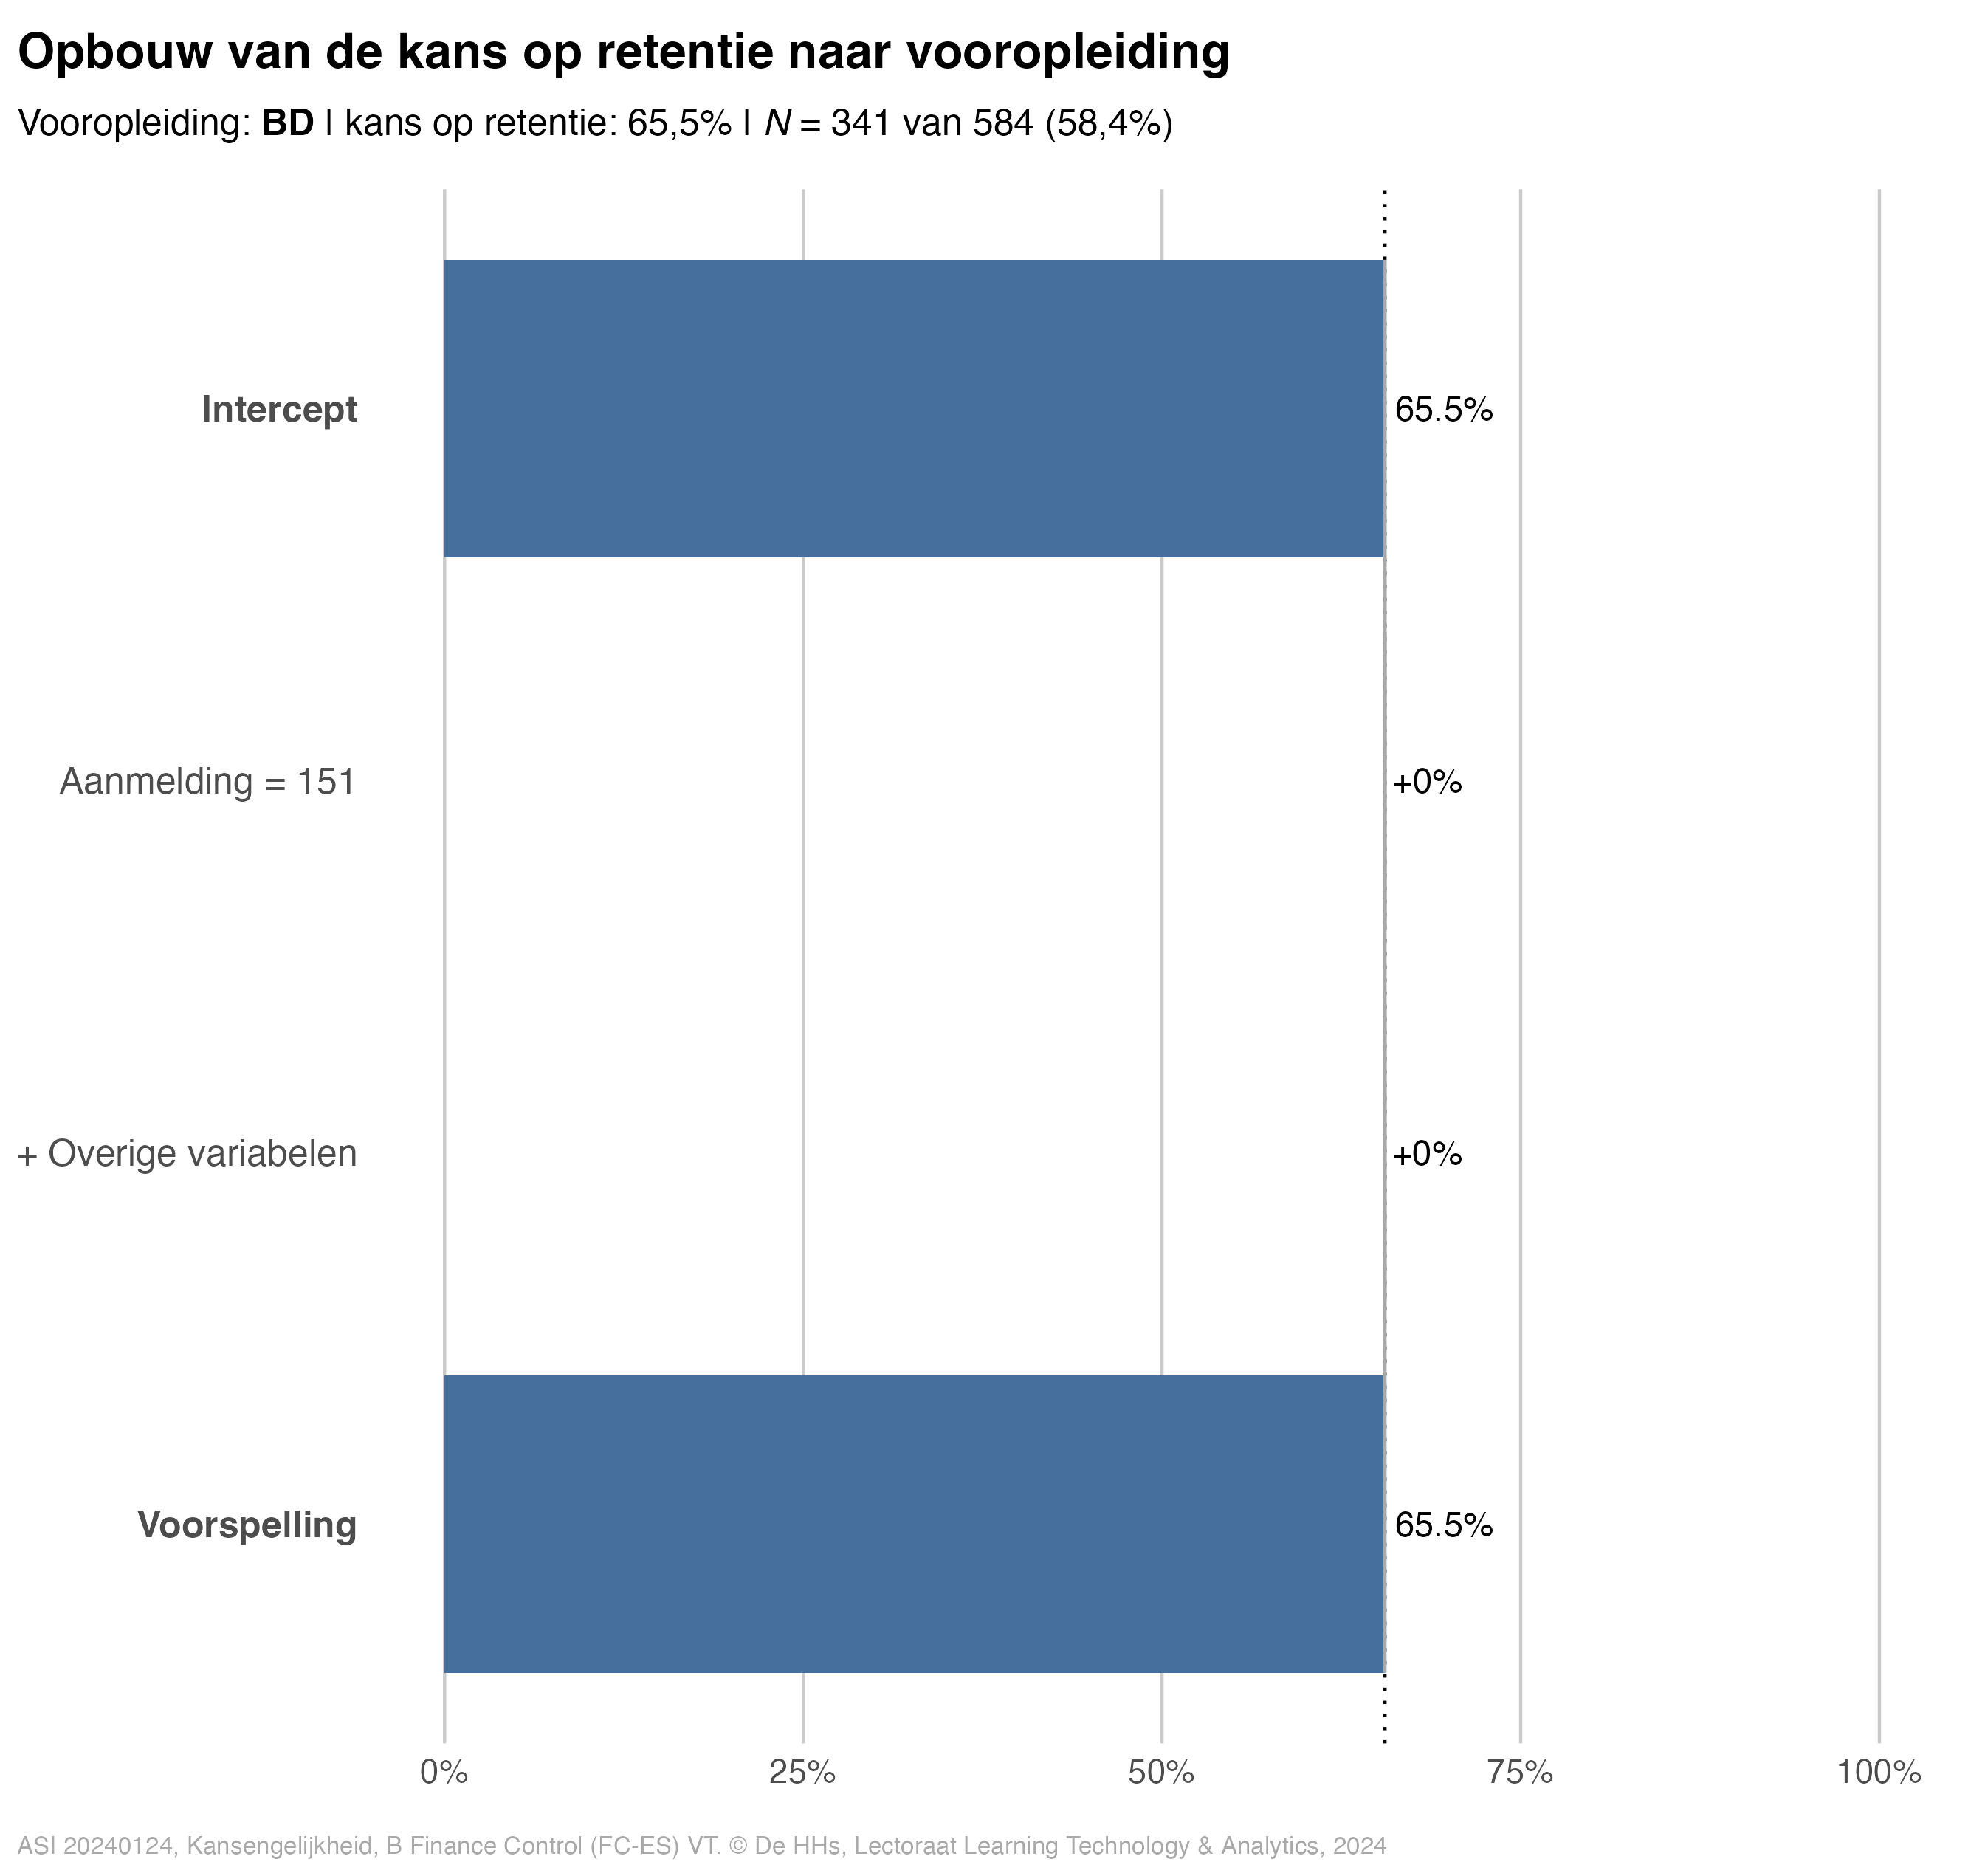 Opbouw van de kans op retentie naar vooropleiding
Vooropleiding: BD | kans op retentie: 65,5% | N = 341 van 584 (58,4%)
Intercept
65.5%
Aanmelding = 151
+0%
+ Overige variabelen
+0%
Voorspelling
65.5%
0% 25% 50% 75% 100%
ASI 20240124, Kansengelijkheid, B Finance Control (FC-ES) VT. © De HHs, Lectoraat Learning Technology & Analytics, 2024